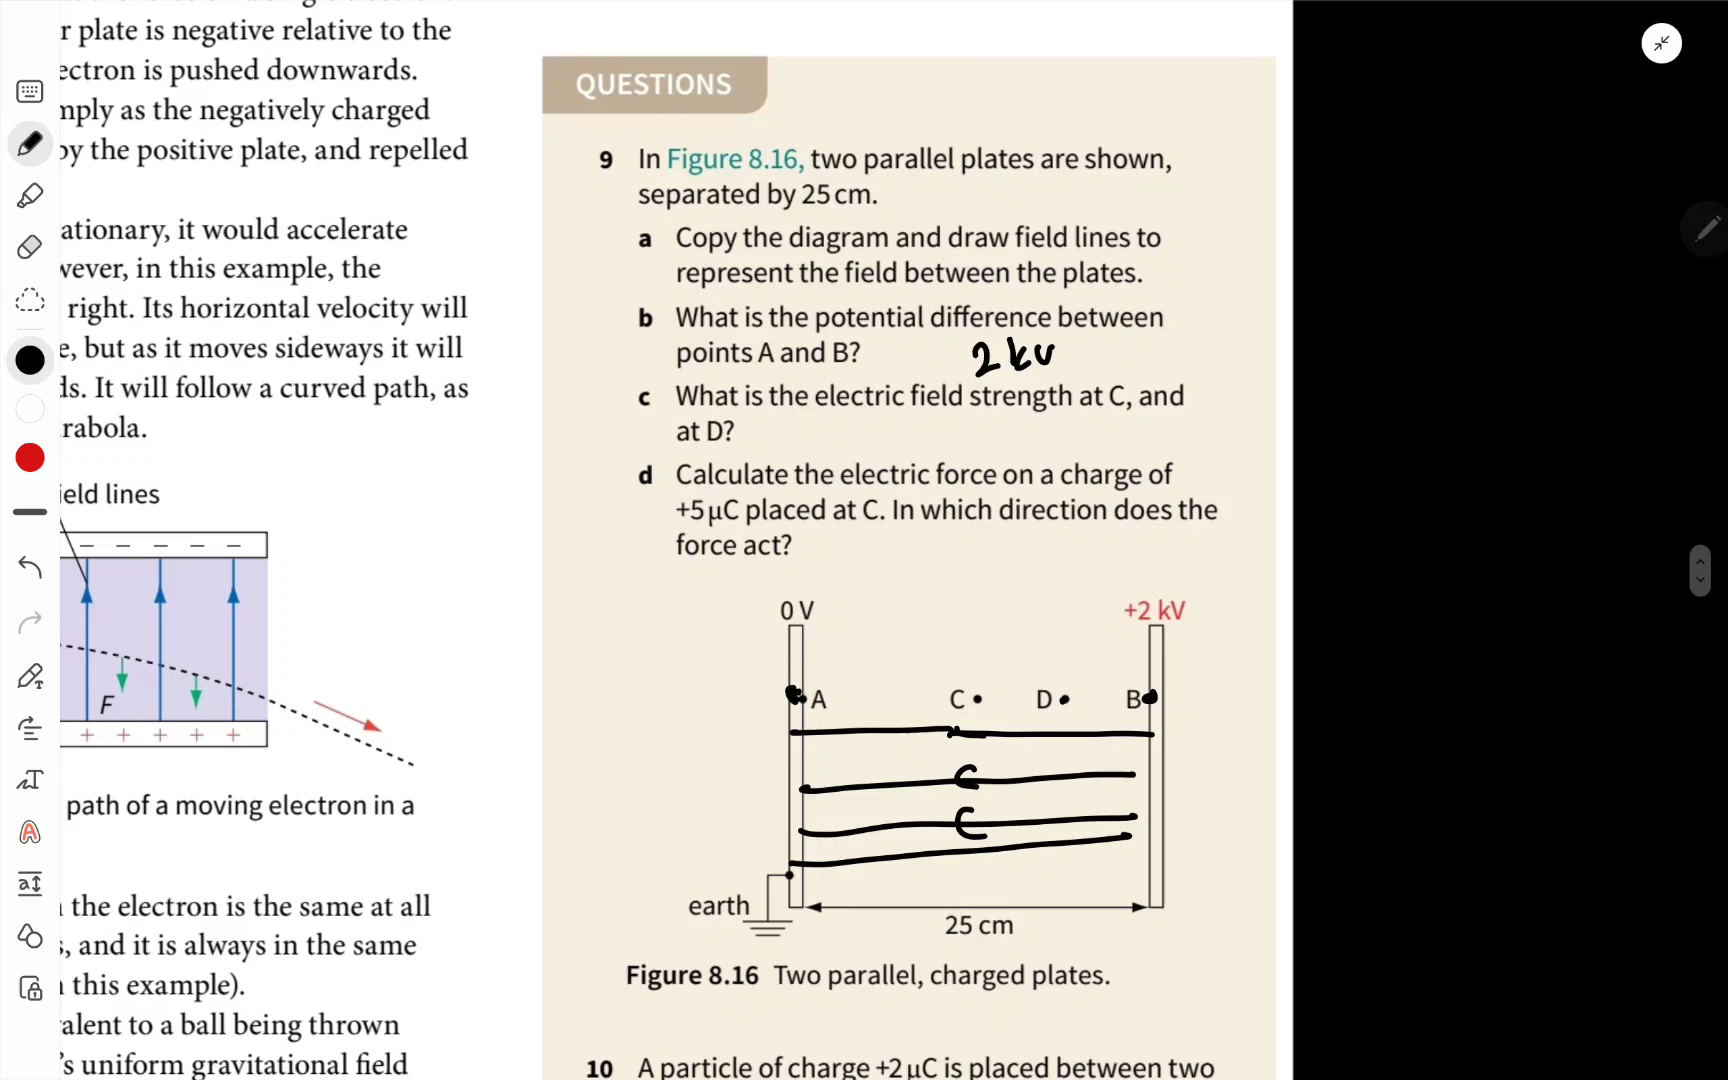 r plate is negative relative to the
ectron is pushed downwards.
mply as the negatively charged
by the positive plate, and repelled
ationary, it would accelerate
wever, in this example, the
right. Its horizontal velocity will
e, but as it moves sideways it will
ds. It will follow a curved path, as
rabola.
ield lines
− − − − −
F
+ + + + +
path of a moving electron in a
the electron is the same at all
s, and it is always in the same
this example).
valent to a ball being thrown
's uniform gravitational field
QUESTIONS
9 In Figure 8.16, two parallel plates are shown,
separated by 25 cm.
a Copy the diagram and draw field lines to
represent the field between the plates.
b What is the potential difference between
points A and B?
2 kv
c What is the electric field strength at C, and
at D?
d Calculate the electric force on a charge of
+5 μC placed at C. In which direction does the
force act?
0 V +2 kV
A C • D • B
earth
25 cm
Figure 8.16 Two parallel, charged plates.
10 A particle of charge +2 μC is placed between two